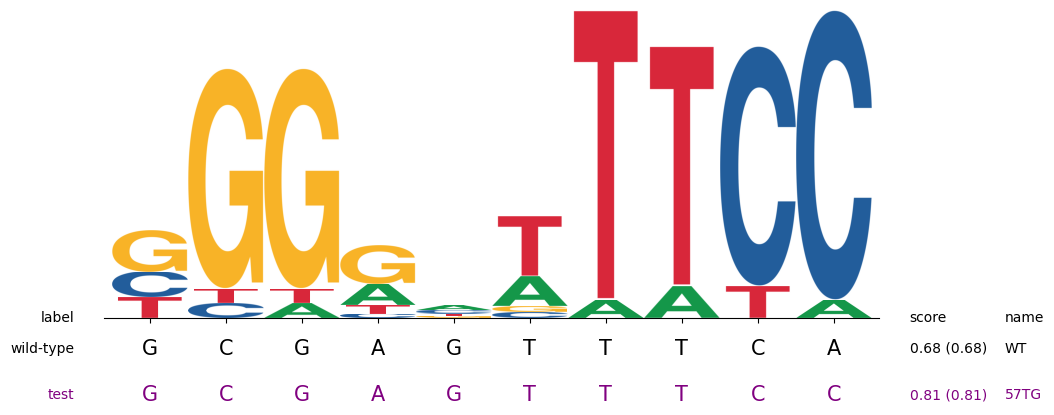 label score name
wild-type G C G A G T T T C A 0.68 (0.68) WT
test G C G A G T T T C C 0.81 (0.81) 57TG